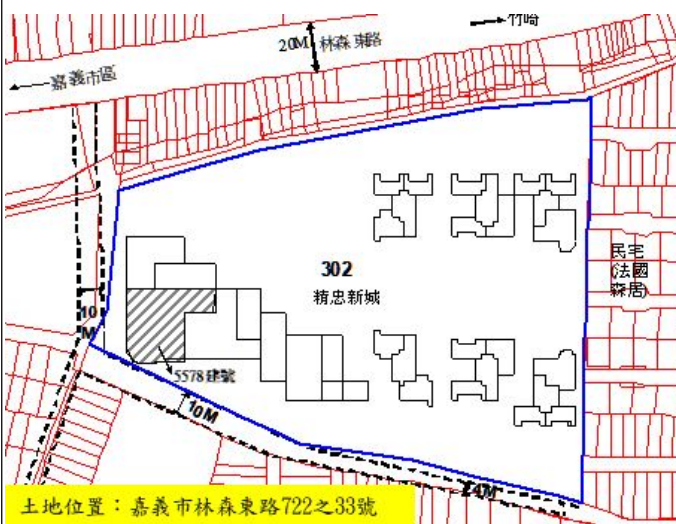 竹崎
20M 林森東路
嘉義市區
民宅
(法國
森居)
302
精忠新城
10
M
5578建號
10M
24M
土地位置：嘉義市林森東路722之33號